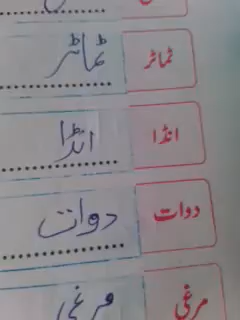 ٹماٹر ٹماٹر
انڈا انڈا
دوات دوات
مرغی مرغی